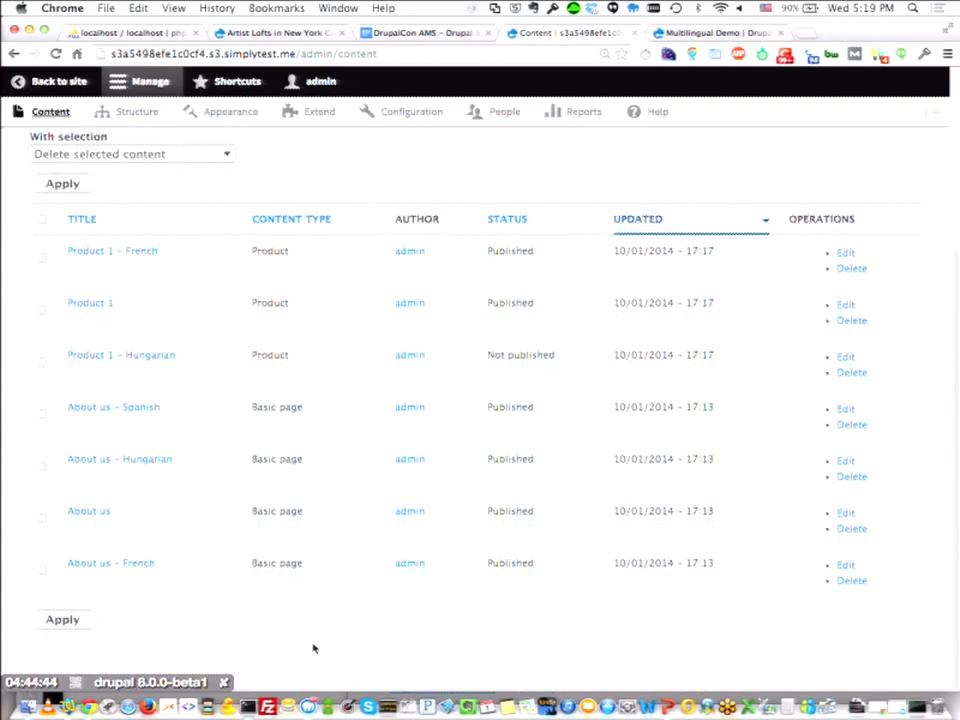 Chrome File Edit View History Bookmarks Window Help 90% Wed 5:19 PM
localhost / localhost | php Artist Lofts in New York C DrupalCon AMS – Drupal Content | s3a5498efe1c0cf Multilingual Demo | Drupa
s3a5498efe1c0cf4.s3.simplytest.me/admin/content
Back to site Manage Shortcuts admin
Content Structure Appearance Extend Configuration People Reports Help
With selection
Delete selected content
Apply
TITLE CONTENT TYPE AUTHOR STATUS UPDATED OPERATIONS
Product 1 – French Product admin Published 10/01/2014 – 17:17 Edit
Delete
Product 1 Product admin Published 10/01/2014 – 17:17 Edit
Delete
Product 1 – Hungarian Product admin Not published 10/01/2014 – 17:17 Edit
Delete
About us – Spanish Basic page admin Published 10/01/2014 – 17:13 Edit
Delete
About us – Hungarian Basic page admin Published 10/01/2014 – 17:13 Edit
Delete
About us Basic page admin Published 10/01/2014 – 17:13 Edit
Delete
About us – French Basic page admin Published 10/01/2014 – 17:13 Edit
Delete
Apply
04:44:44 drupal 8.0.0-beta1